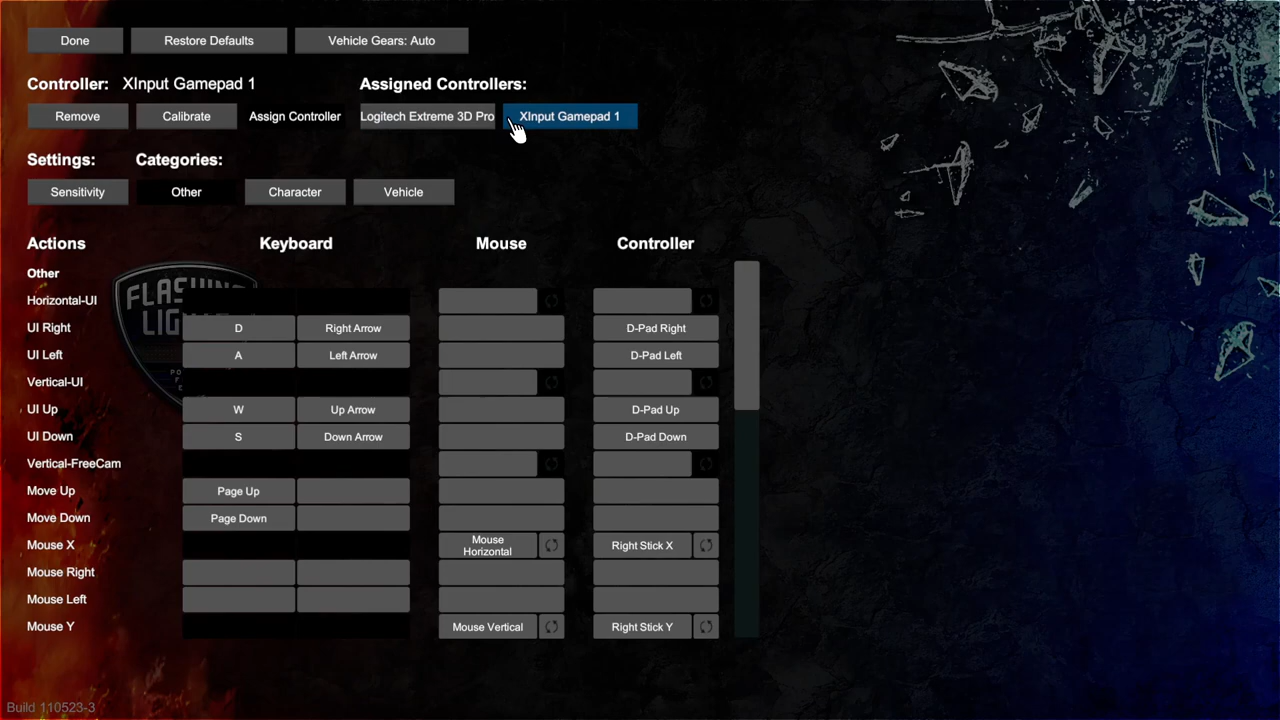 Done Restore Defaults Vehicle Gears: Auto
Controller: XInput Gamepad 1 Assigned Controllers:
Remove Calibrate Assign Controller Logitech Extreme 3D Pro XInput Gamepad 1
Settings: Categories:
Sensitivity Other Character Vehicle
Actions Keyboard Mouse Controller
Other
Horizontal-UI
UI Right D Right Arrow D-Pad Right
UI Left A Left Arrow D-Pad Left
Vertical-UI
UI Up W Up Arrow D-Pad Up
UI Down S Down Arrow D-Pad Down
Vertical-FreeCam
Move Up Page Up
Move Down Page Down
Mouse X Mouse Horizontal Right Stick X
Mouse Right
Mouse Left
Mouse Y Mouse Vertical Right Stick Y
Build 110523-3